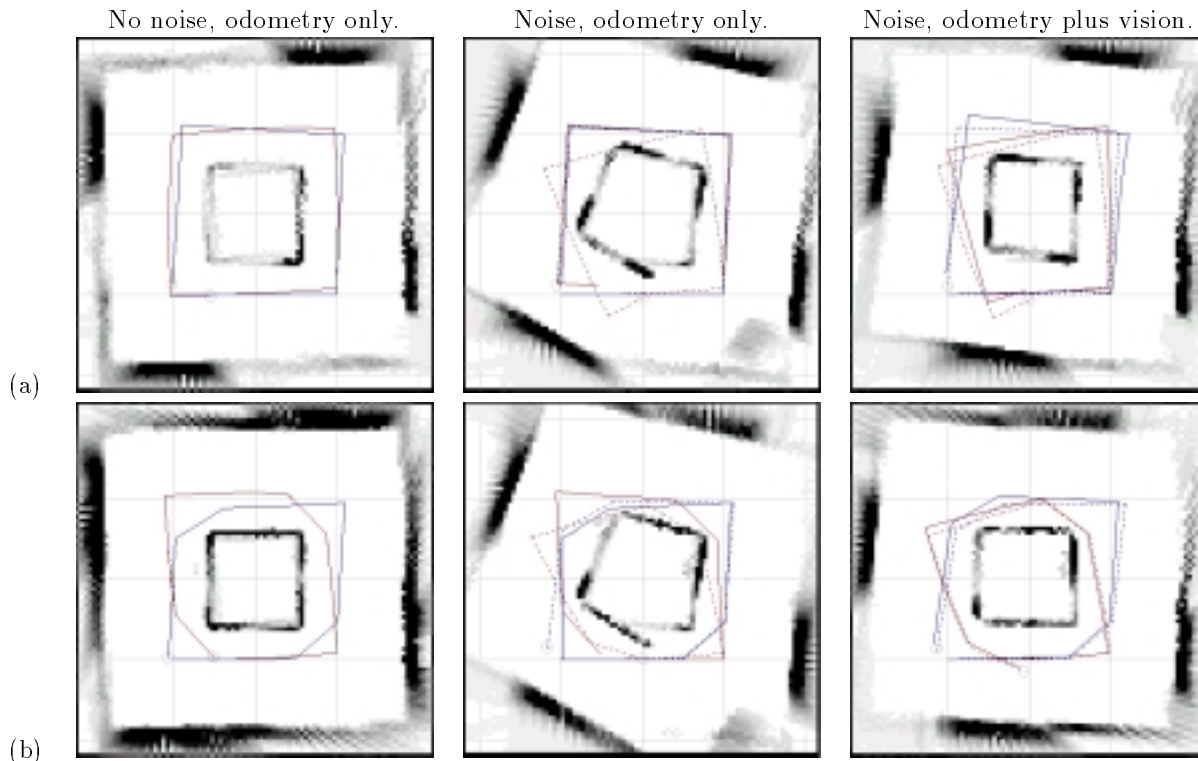 No noise, odometry only.
Noise, odometry only.
Noise, odometry plus vision.
(a)
(b)